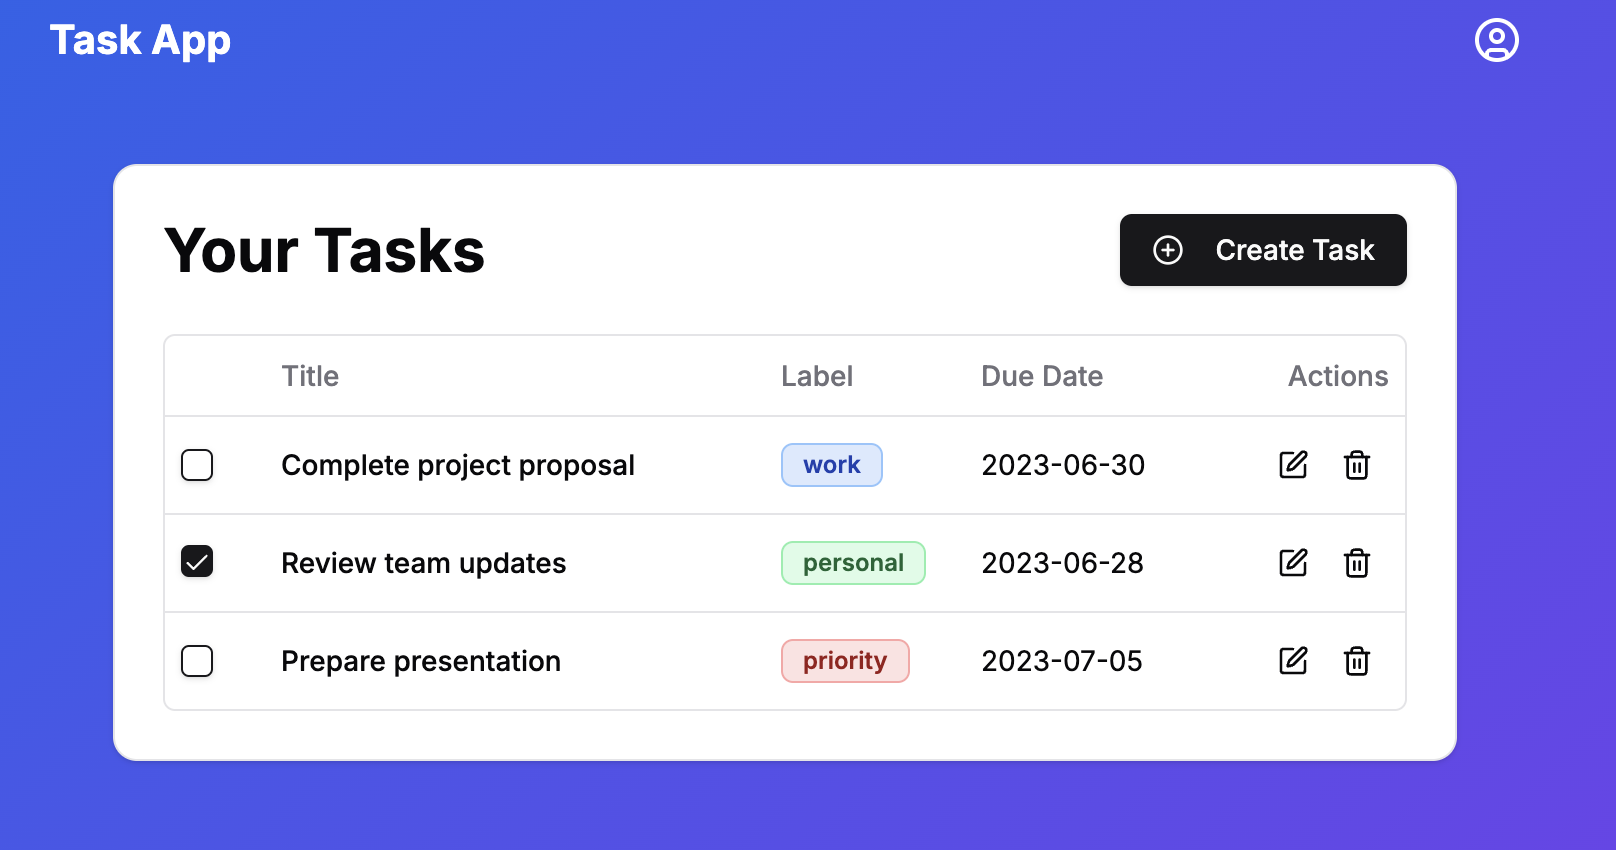 Task App
Your Tasks
Create Task
Title Label Due Date Actions
Complete project proposal work 2023-06-30
Review team updates personal 2023-06-28
Prepare presentation priority 2023-07-05